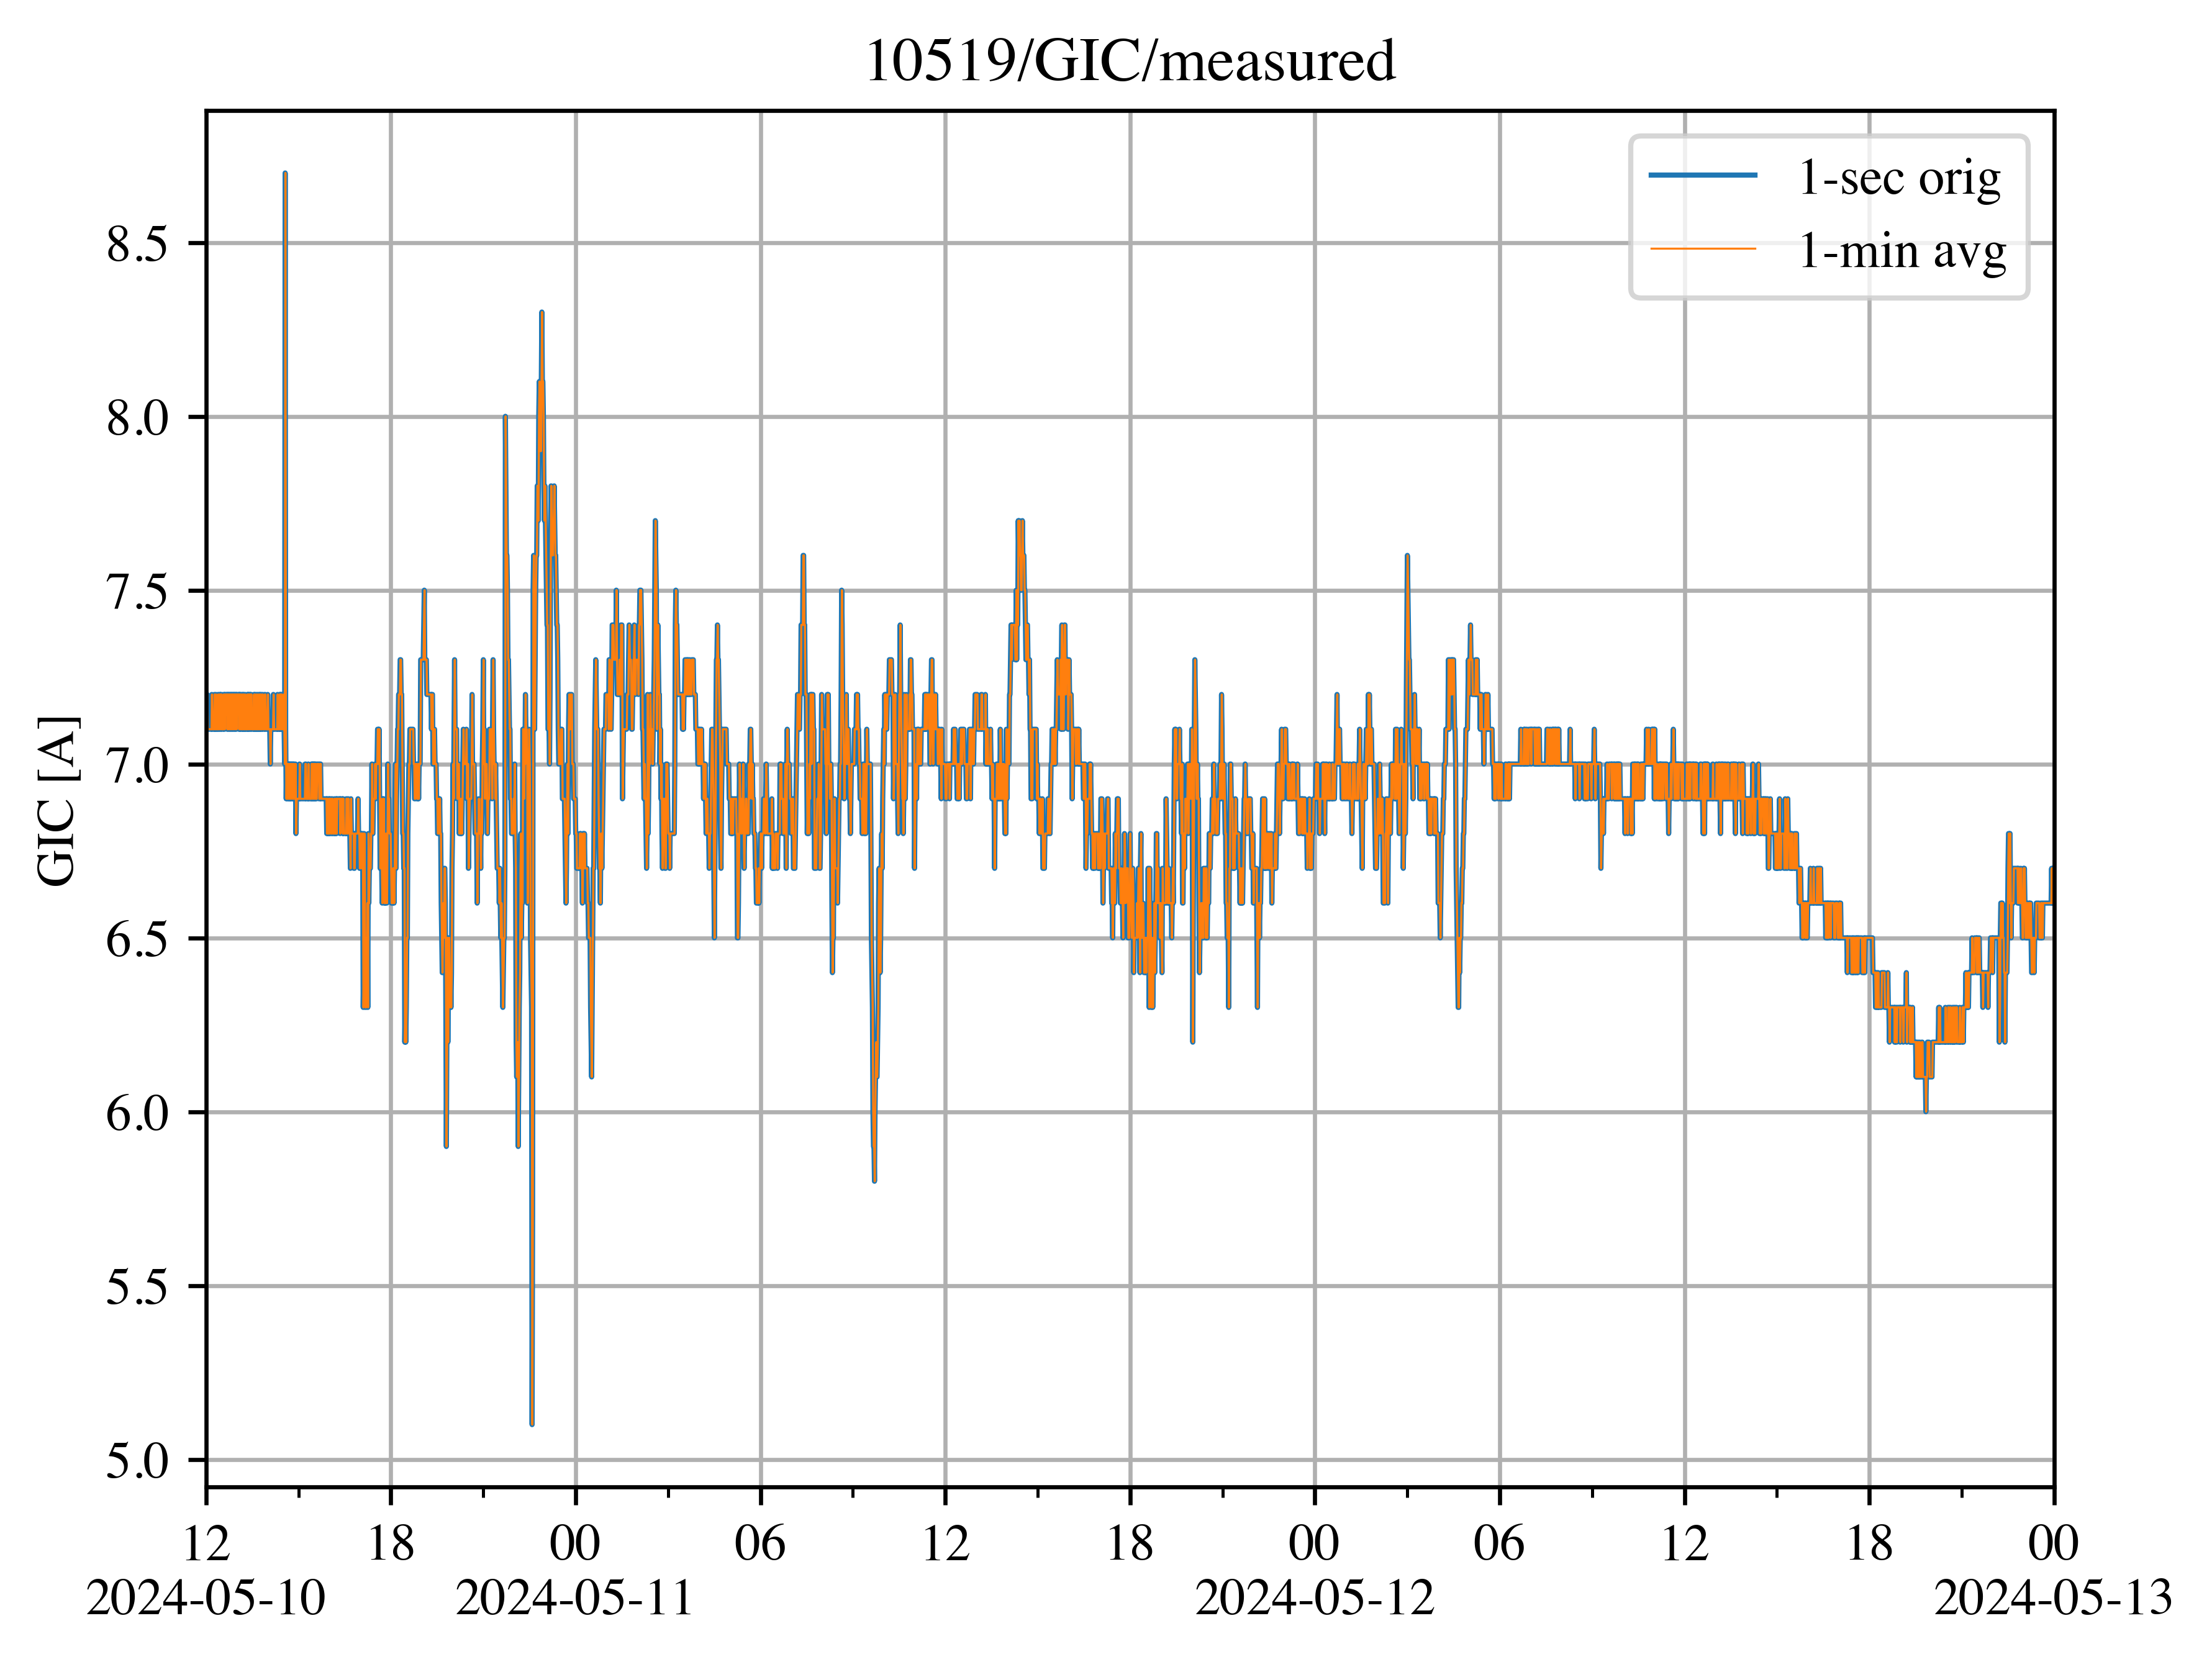 10519/GIC/measured
1-sec orig
1-min avg
GIC [A]
8.5
8.0
7.5
7.0
6.5
6.0
5.5
5.0
12 18 00 06 12 18 00 06 12 18 00
2024-05-10 2024-05-11 2024-05-12 2024-05-13